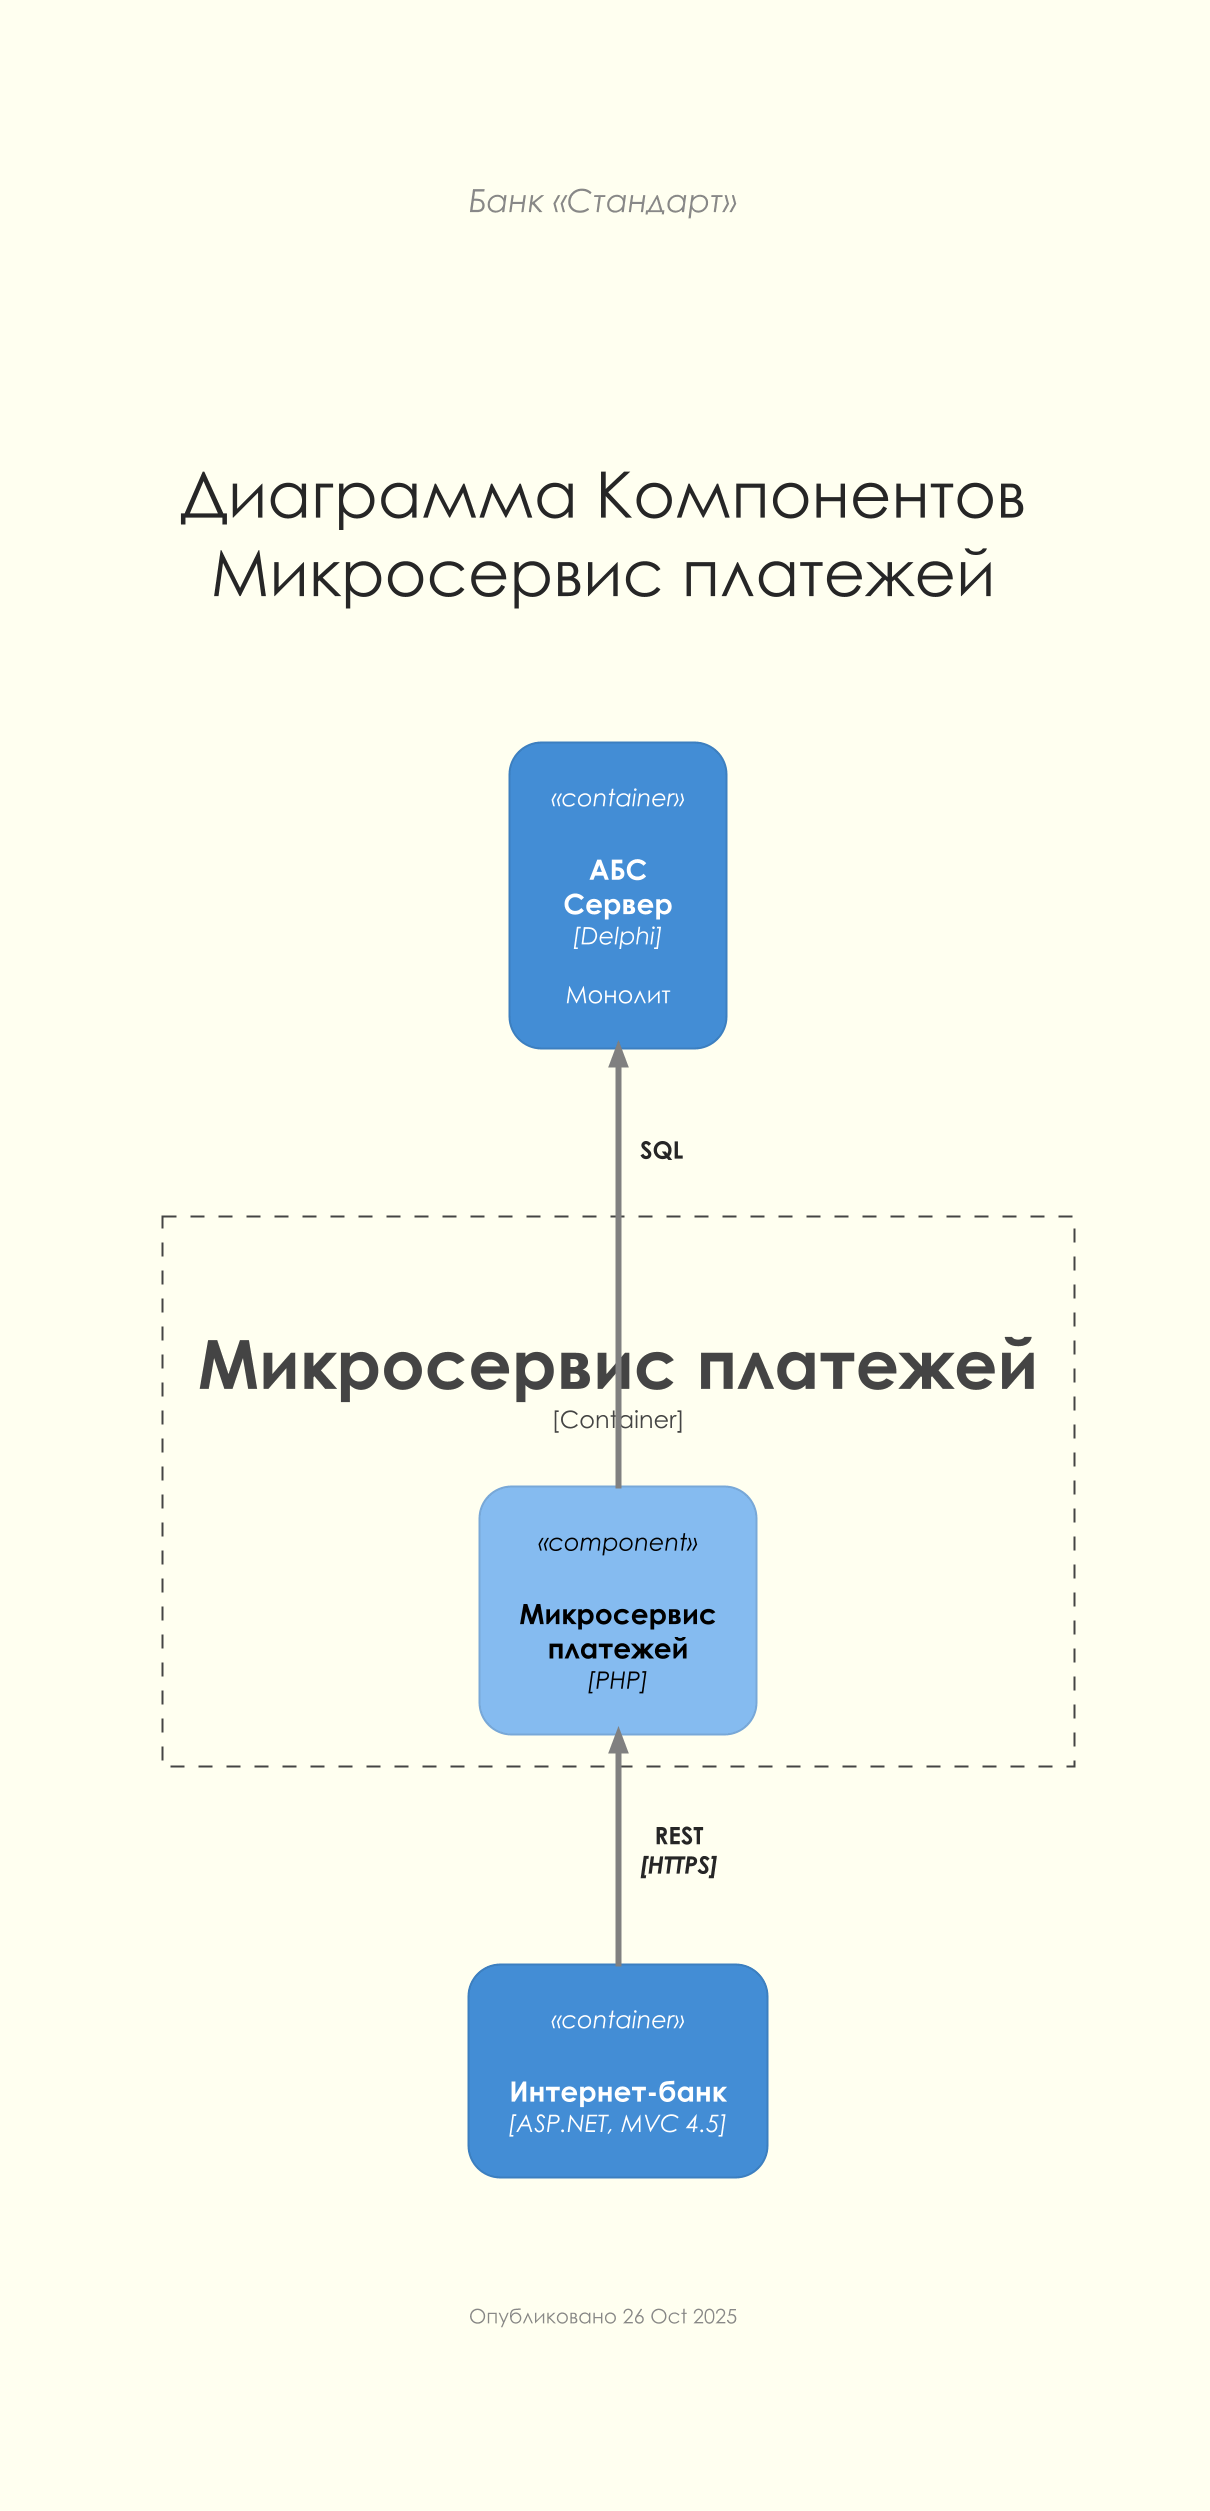 Банк «Стандарт»
Диаграмма Компонентов
Микросервис платежей
«container»
АБС
Сервер
[Delphi]
Монолит
SQL
Микросервис платежей
[Container]
«component»
Микросервис
платежей
[PHP]
REST
[HTTPS]
«container»
Интернет-банк
[ASP.NET, MVC 4.5]
Опубликовано 26 Oct 2025